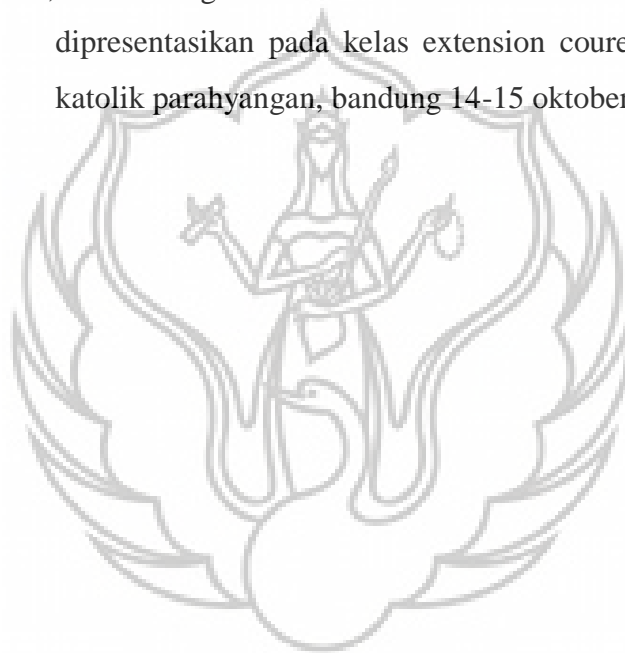 dipresentasikan pada kelas extension coure
katolik parahyangan, bandung 14-15 oktober